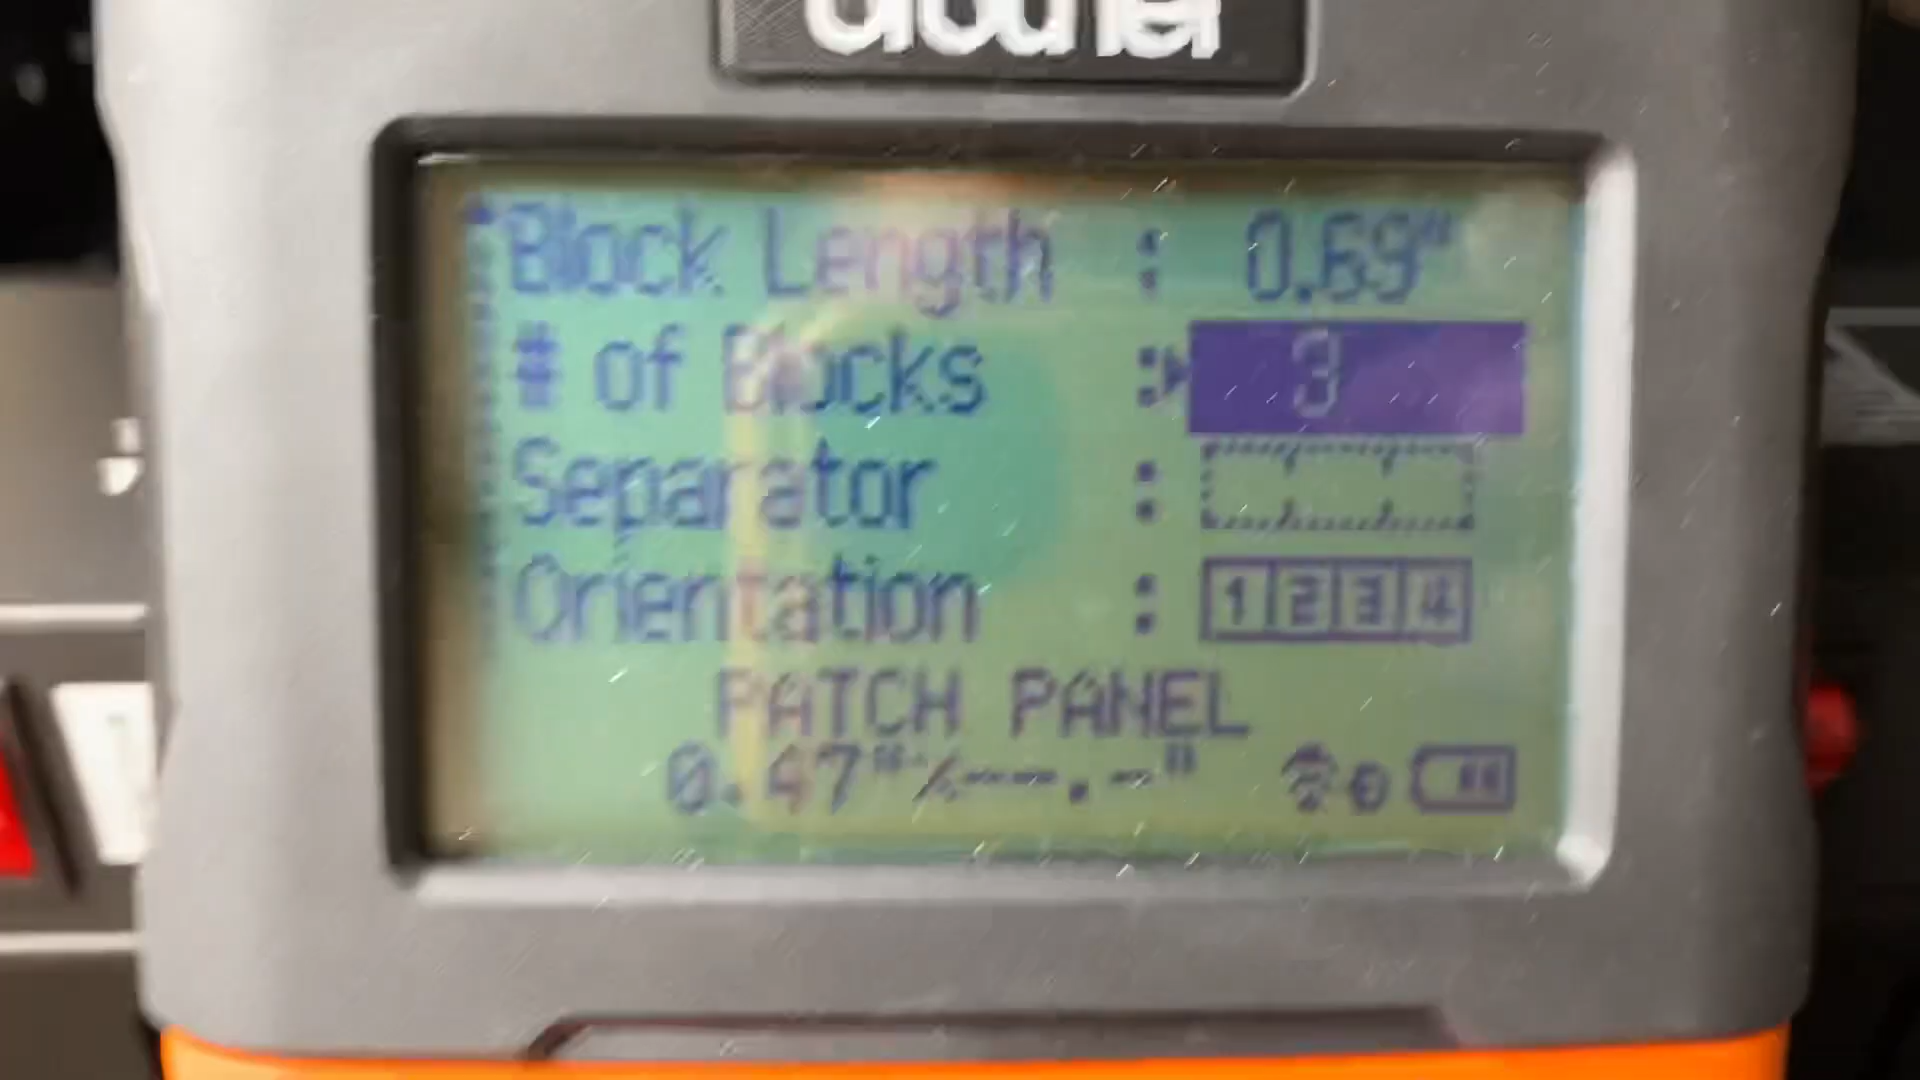 brother
Block Length : 0.69"
# of Blocks : 3
Separator :
Orientation : 1 2 3 4
PATCH PANEL
0.47"/---.-"